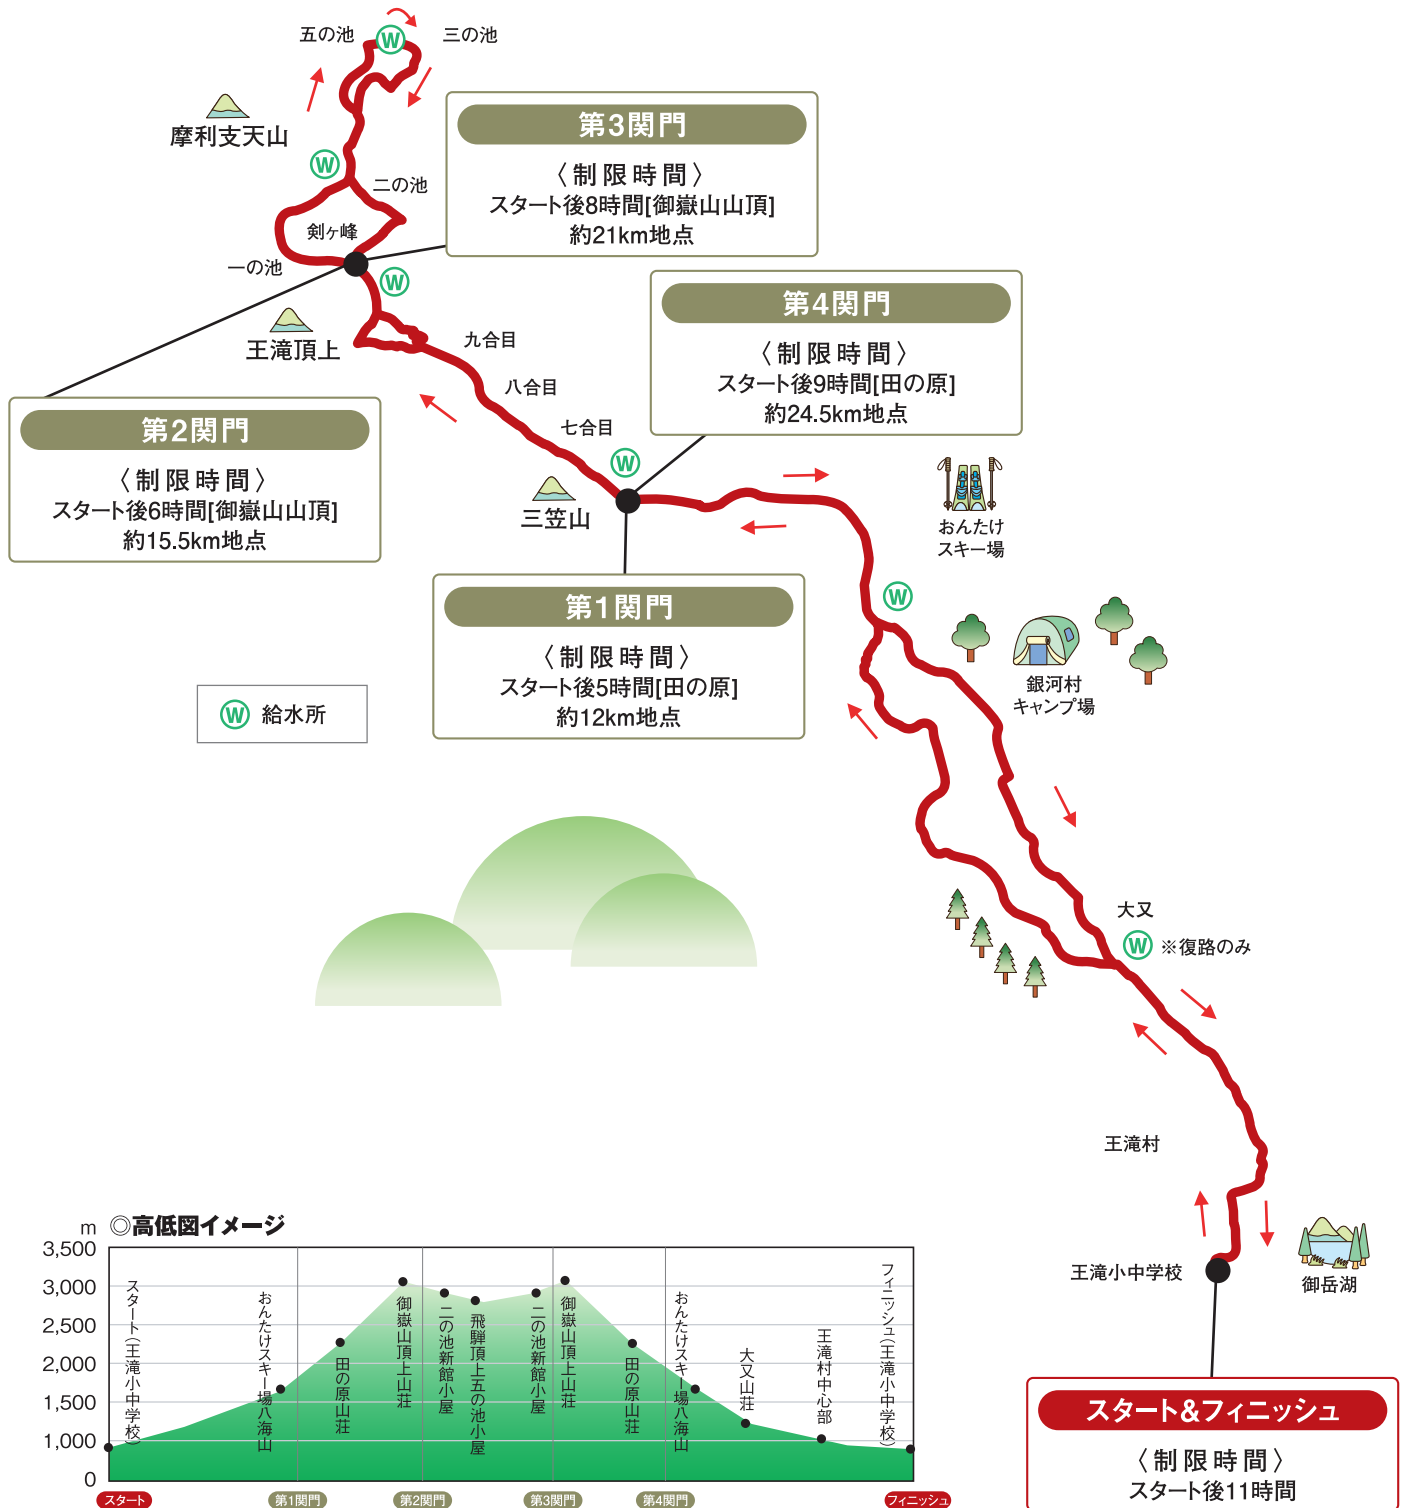 五の池
W
三の池
摩利支天山
W
二の池
剣ヶ峰
一の池
W
王滝頂上
第3関門
〈制限時間〉
スタート後8時間[御嶽山山頂]
約21km地点
第4関門
〈制限時間〉
スタート後9時間[田の原]
約24.5km地点
九合目
八合目
七合目
W
第2関門
〈制限時間〉
スタート後6時間[御嶽山山頂]
約15.5km地点
三笠山
おんたけ
スキー場
第1関門
〈制限時間〉
スタート後5時間[田の原]
約12km地点
W
銀河村
キャンプ場
W 給水所
大又
W ※復路のみ
王滝村
王滝小中学校
御岳湖
スタート&フィニッシュ
〈制限時間〉
スタート後11時間
m ◎高低図イメージ
3,500
3,000
2,500
2,000
1,500
1,000
0
スタート(王滝小中学校)
おんたけスキー場八海山
田の原山荘
御嶽山頂上山荘
二の池新館小屋
飛騨頂上五の池小屋
二の池新館小屋
御嶽山頂上山荘
田の原山荘
おんたけスキー場八海山
大又山荘
王滝村中心部
フィニッシュ(王滝小中学校)
スタート
第1関門
第2関門
第3関門
第4関門
フィニッシュ